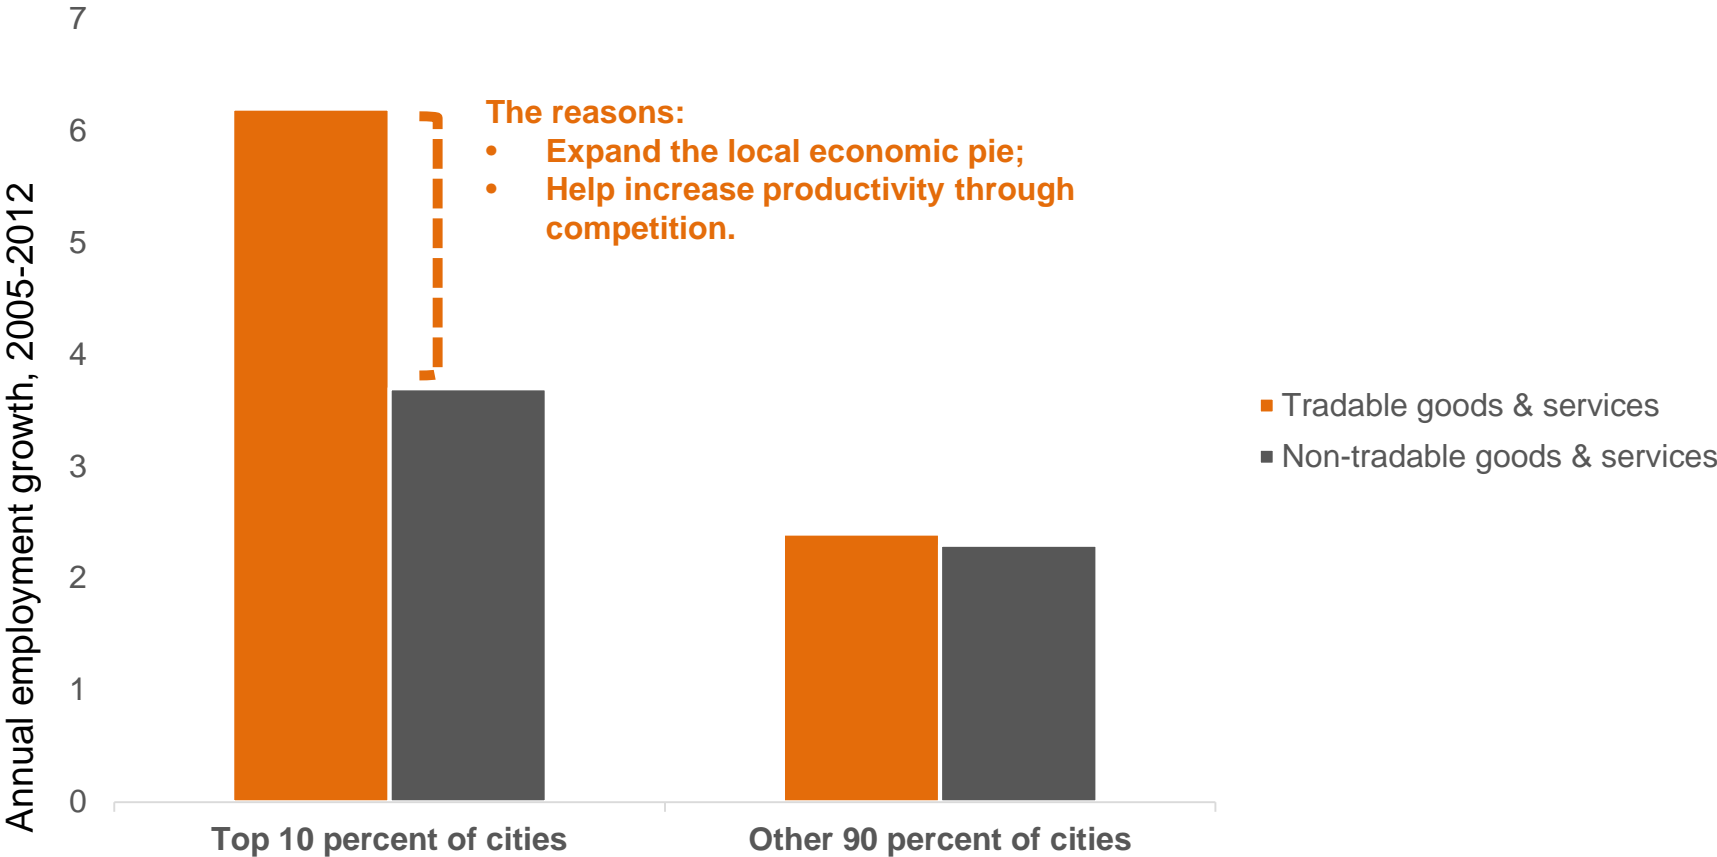 Annual employment growth, 2005-2012
7
6
5
4
3
2
1
0
The reasons:
• Expand the local economic pie;
• Help increase productivity through
competition.
Tradable goods & services
Non-tradable goods & services
Top 10 percent of cities
Other 90 percent of cities